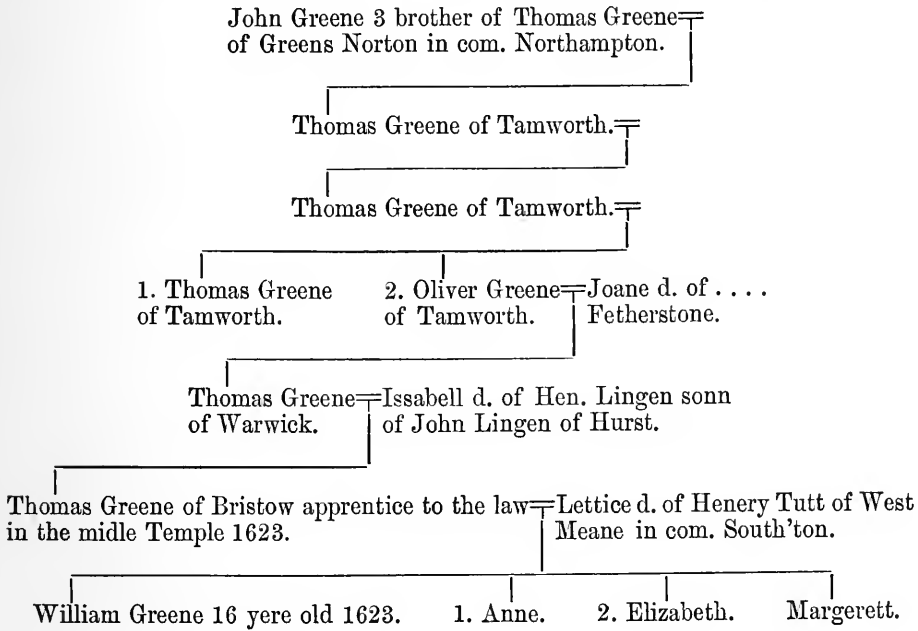 John Greene 3 brother of Thomas Greene
of Greens Norton in com. Northampton.
Thomas Greene of Tamworth.
Thomas Greene of Tamworth.
1. Thomas Greene
of Tamworth.
2. Oliver Greene
of Tamworth.
Joane d. of . . . .
Fetherstone.
Thomas Greene
of Warwick.
Issabell d. of Hen. Lingen sonn
of John Lingen of Hurst.
Thomas Greene of Bristow apprentice to the law
in the midle Temple 1623.
Lettice d. of Henery Tutt of West
Meane in com. South'ton.
William Greene 16 yere old 1623.
1. Anne.
2. Elizabeth.
Margerett.